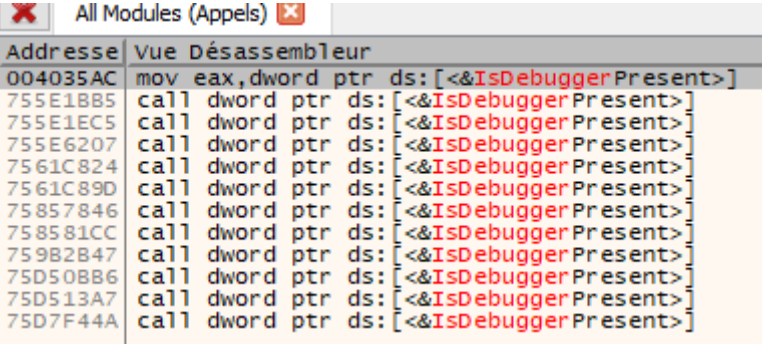 All Modules (Appels)
Addresse Vue Désassembleur
004035AC mov eax,dword ptr ds:[<&IsDebuggerPresent>]
755E1BB5 call dword ptr ds:[<&IsDebuggerPresent>]
755E1EC5 call dword ptr ds:[<&IsDebuggerPresent>]
755E6207 call dword ptr ds:[<&IsDebuggerPresent>]
7561C824 call dword ptr ds:[<&IsDebuggerPresent>]
7561C89D call dword ptr ds:[<&IsDebuggerPresent>]
75857846 call dword ptr ds:[<&IsDebuggerPresent>]
758581CC call dword ptr ds:[<&IsDebuggerPresent>]
759B2B47 call dword ptr ds:[<&IsDebuggerPresent>]
75D50BB6 call dword ptr ds:[<&IsDebuggerPresent>]
75D513A7 call dword ptr ds:[<&IsDebuggerPresent>]
75D7F44A call dword ptr ds:[<&IsDebuggerPresent>]